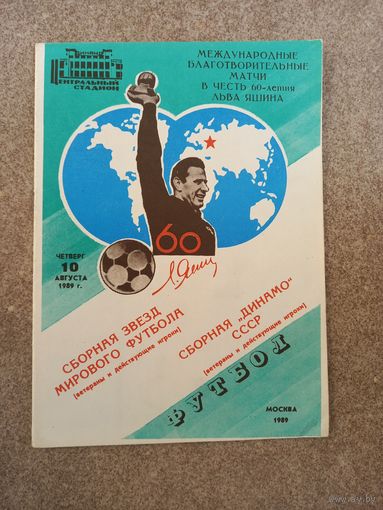 ДИНАМО
ЦЕНТРАЛЬНЫЙ
СТАДИОН
МЕЖДУНАРОДНЫЕ
БЛАГОТВОРИТЕЛЬНЫЕ
МАТЧИ
В ЧЕСТЬ 60-летия
ЛЬВА ЯШИНА
60
Л. Яшин
ЧЕТВЕРГ
10
АВГУСТА
1989 г.
СБОРНАЯ ЗВЕЗД
МИРОВОГО ФУТБОЛА
(ветераны и действующие игроки)
СБОРНАЯ „ДИНАМО"
СССР
(ветераны и действующие игроки)
ФУТБОЛ
МОСКВА
1989